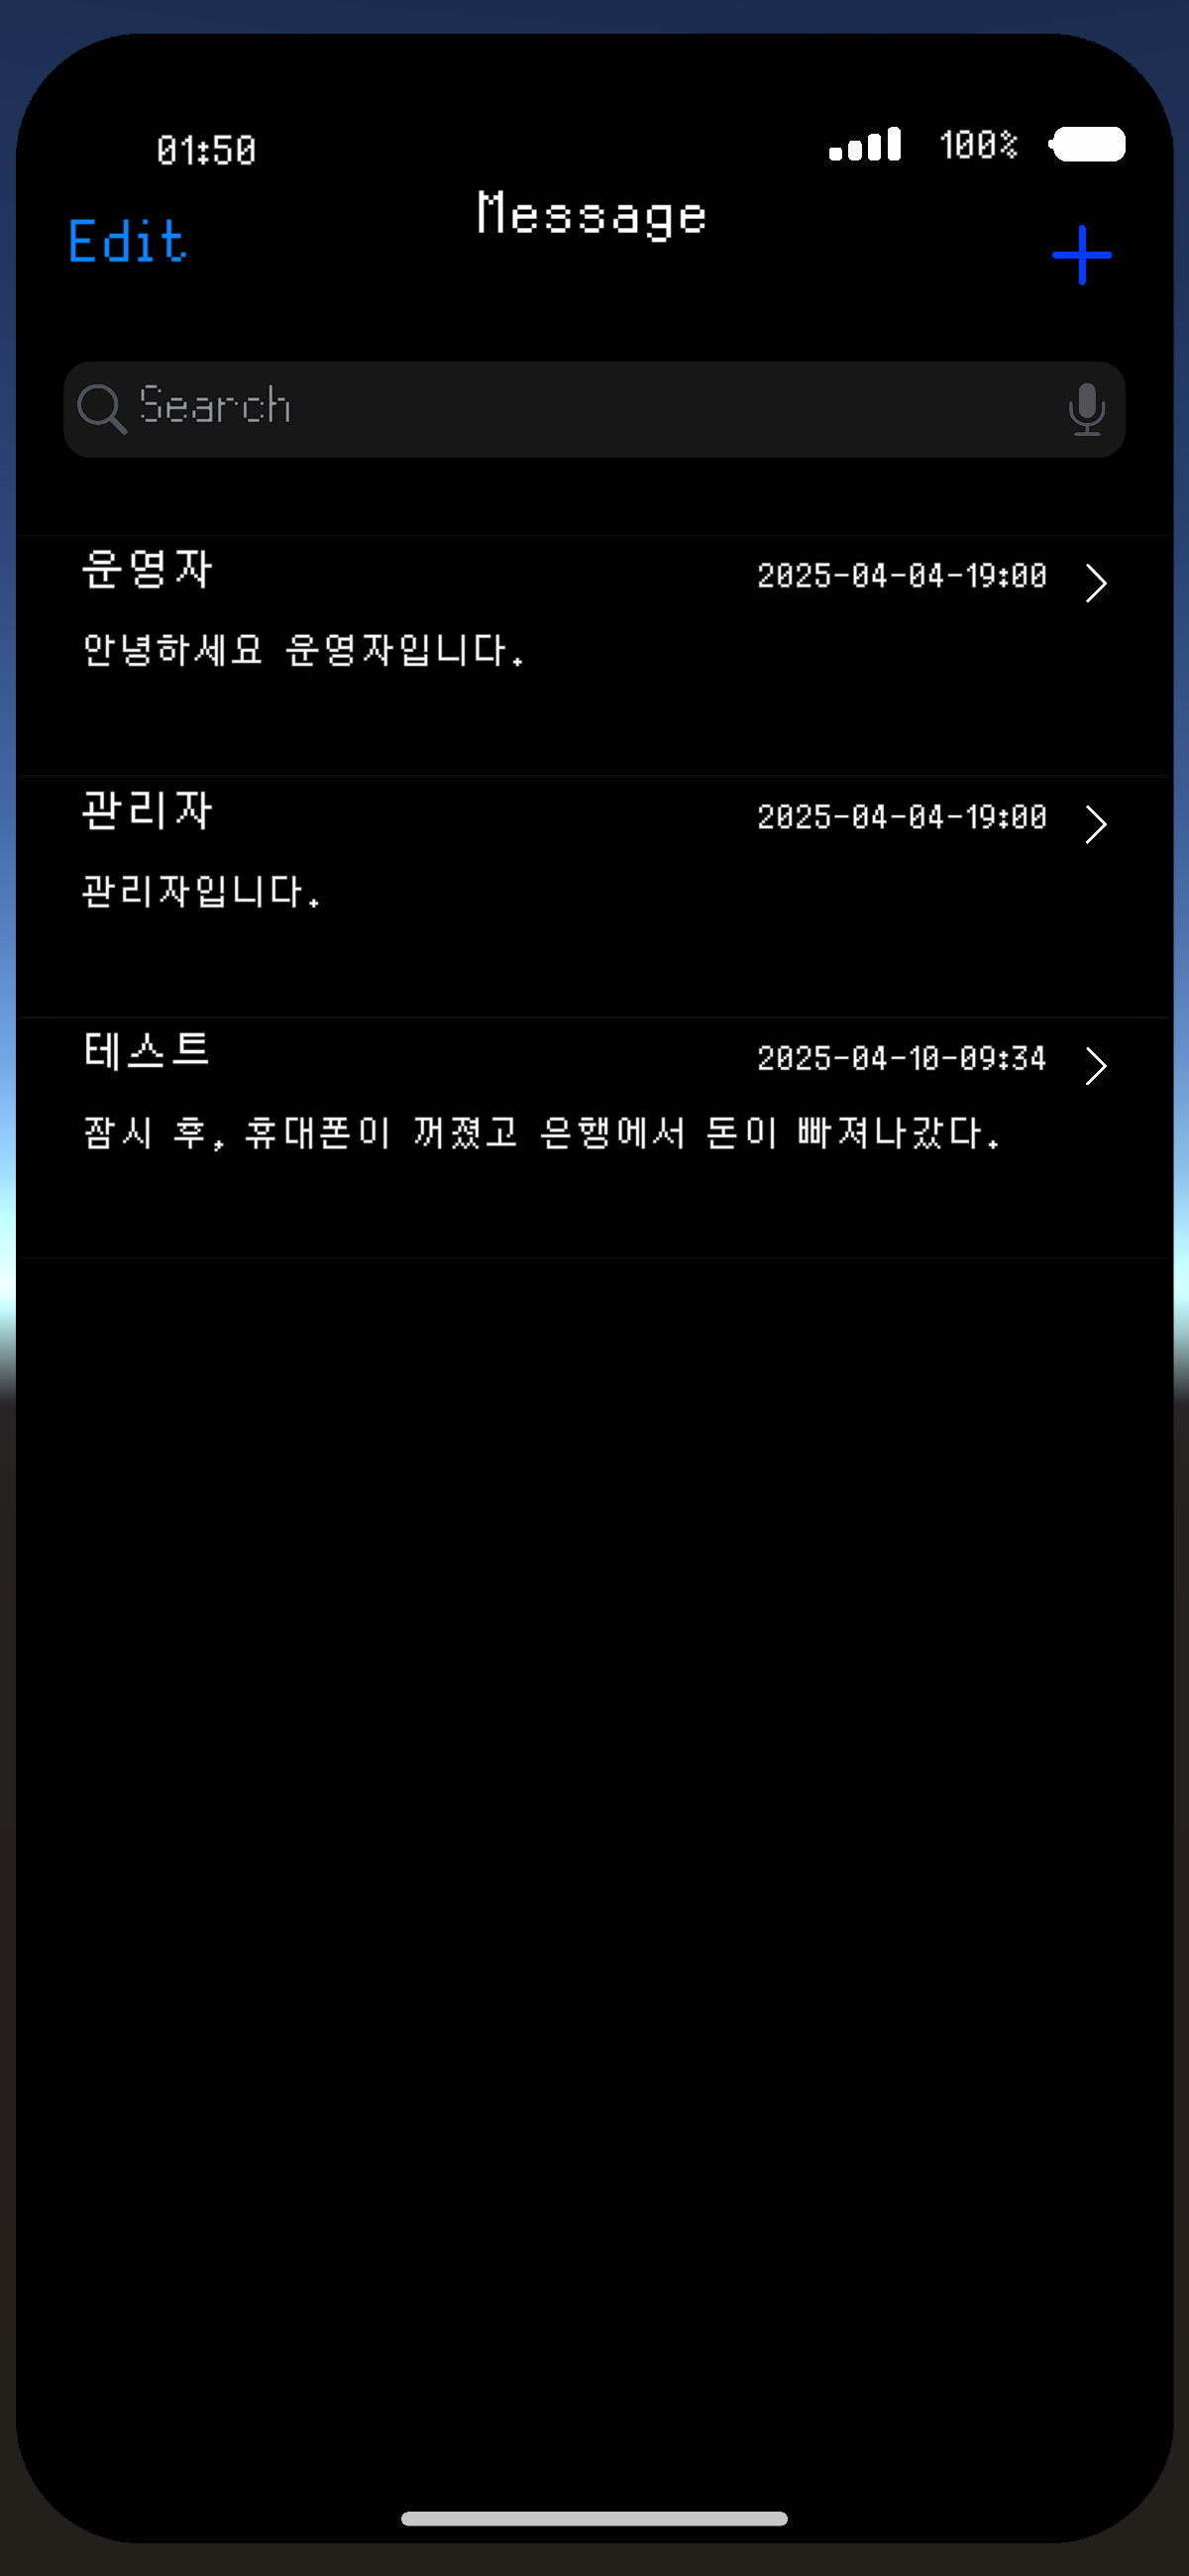 01:50
100%
Edit
Message
Search
운영자
2025-04-04-19:00
안녕하세요 운영자입니다.
관리자
2025-04-04-19:00
관리자입니다.
테스트
2025-04-10-09:34
잠시 후, 휴대폰이 꺼졌고 은행에서 돈이 빠져나갔다.